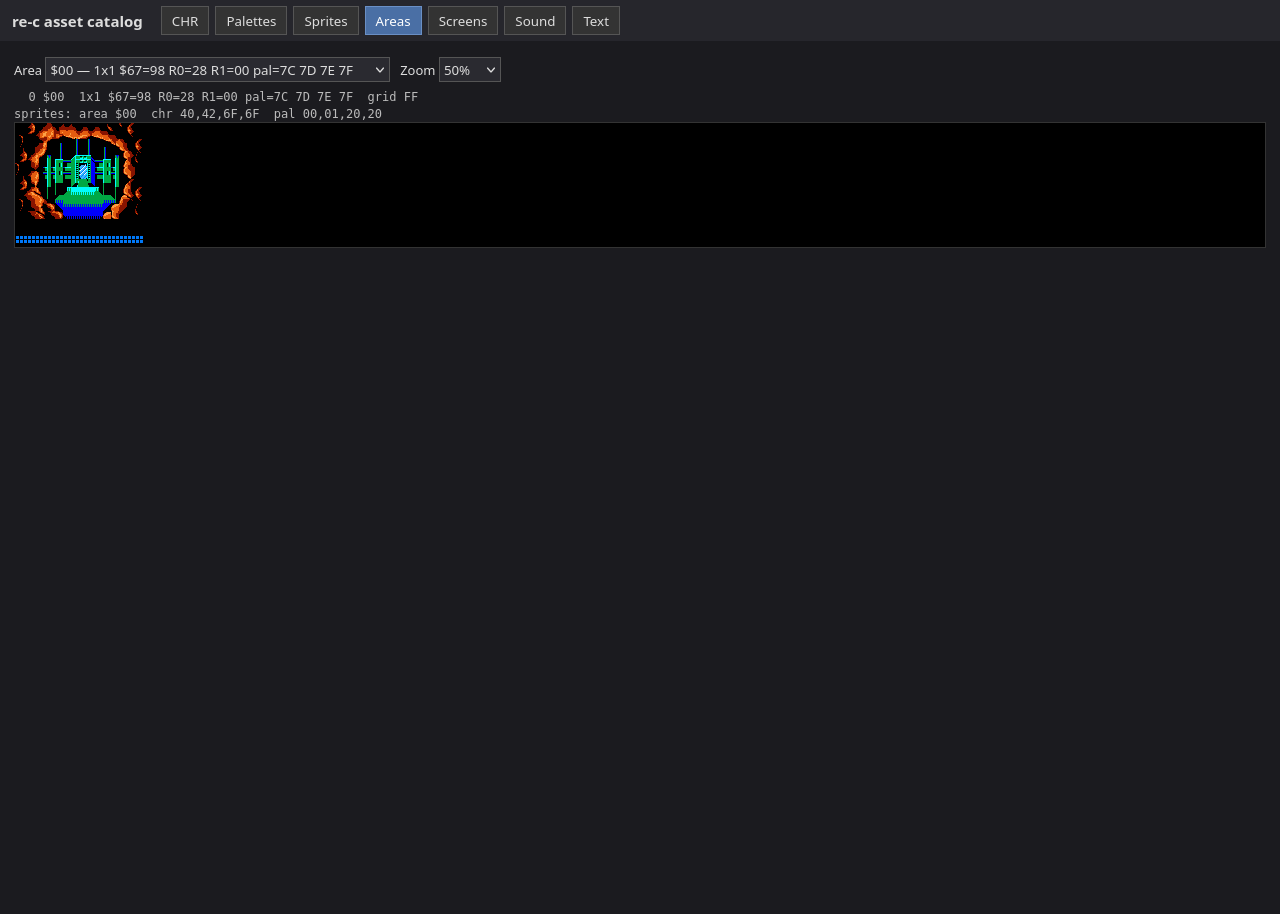 re-c asset catalog CHR Palettes Sprites Areas Screens Sound Text
Area $00 — 1x1 $67=98 R0=28 R1=00 pal=7C 7D 7E 7F Zoom 50%
0 $00 1x1 $67=98 R0=28 R1=00 pal=7C 7D 7E 7F grid FF
sprites: area $00 chr 40,42,6F,6F pal 00,01,20,20